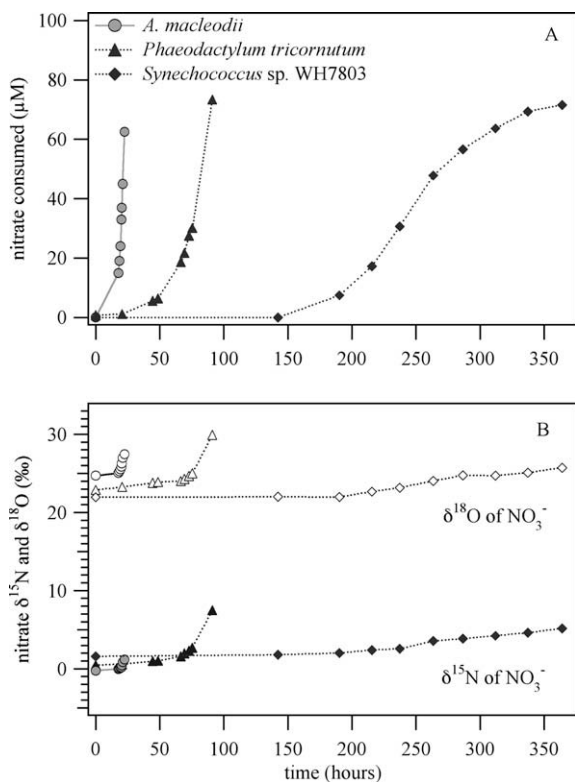 A. macleodii
Phaeodactylum tricornutum
Synechococcus sp. WH7803
A
nitrate consumed (µM)
80
60
40
20
0
0 50 100 150 200 250 300 350
B
nitrate δ¹⁵N and δ¹⁸O (‰)
30
20
10
0
δ¹⁸O of NO₃⁻
δ¹⁵N of NO₃⁻
0 50 100 150 200 250 300 350
time (hours)